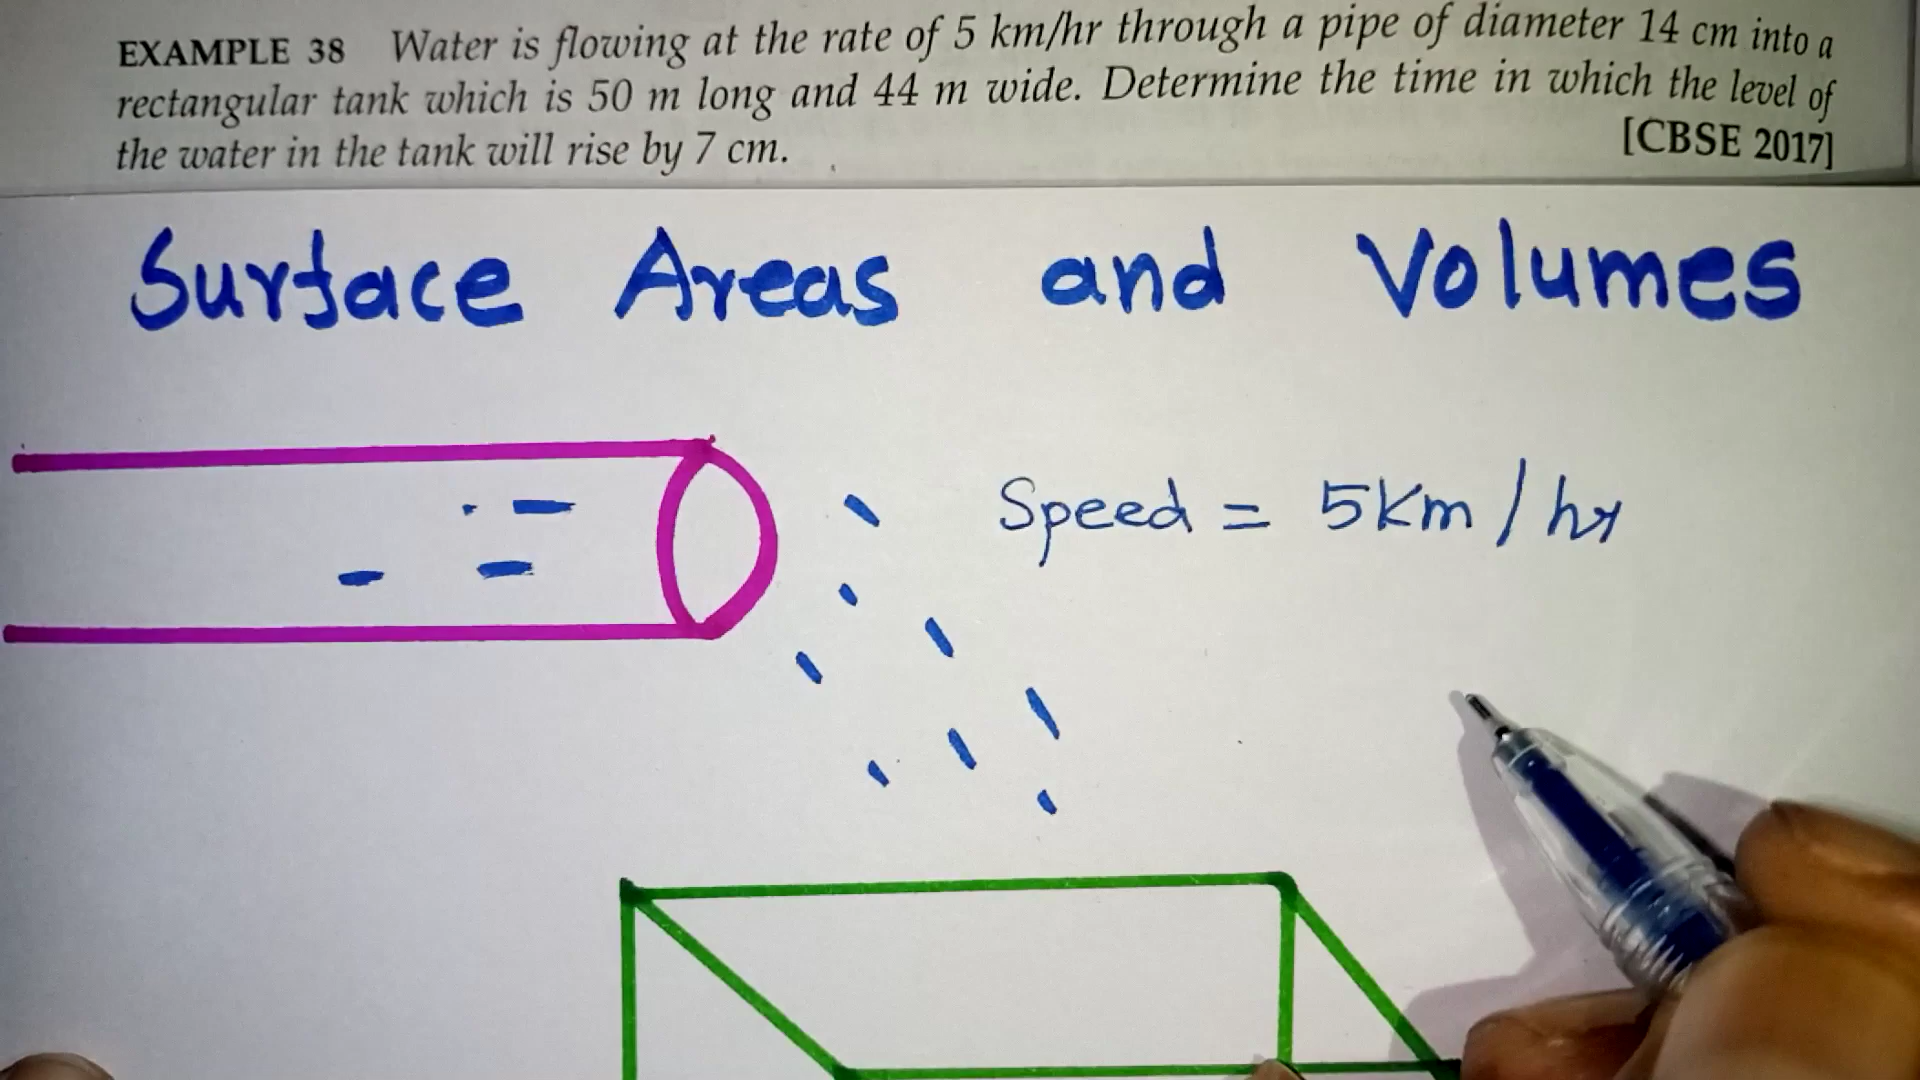 EXAMPLE 38 Water is flowing at the rate of 5 km/hr through a pipe of diameter 14 cm into a
rectangular tank which is 50 m long and 44 m wide. Determine the time in which the level of
the water in the tank will rise by 7 cm. [CBSE 2017]
Surface Areas and Volumes
Speed = 5Km/hr